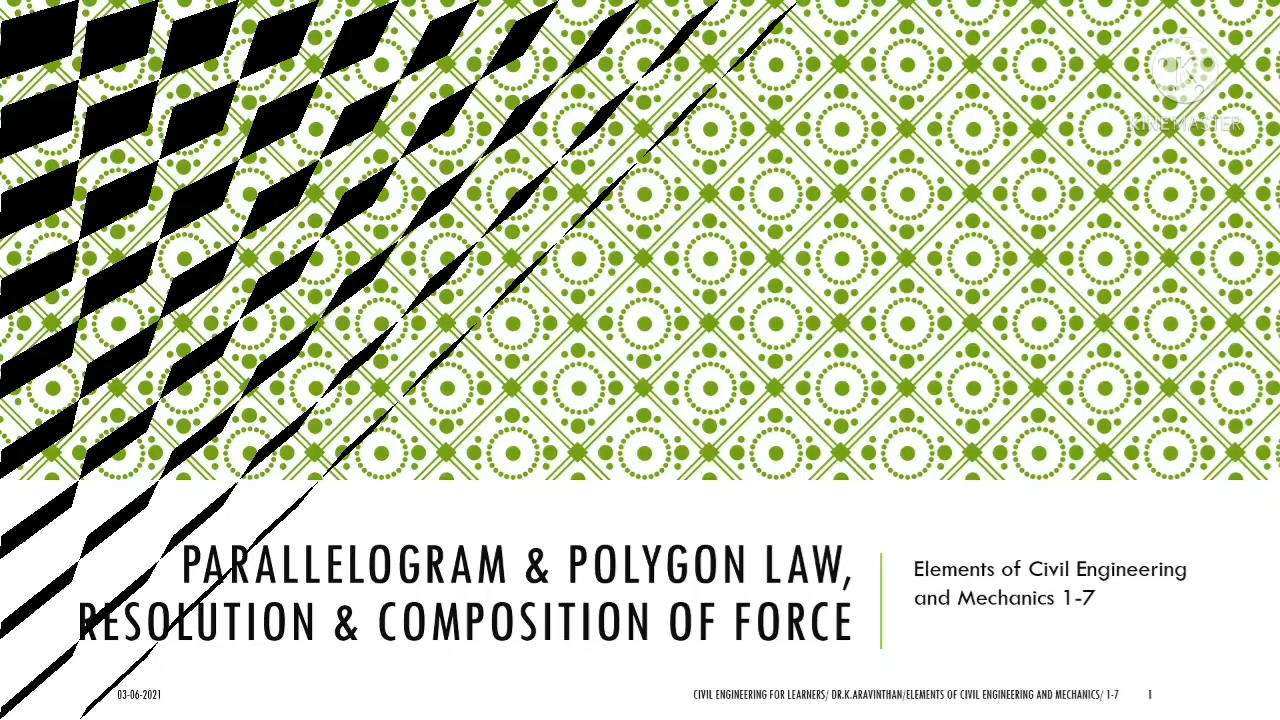 KINEMASTER
PARALLELOGRAM & POLYGON LAW,
RESOLUTION & COMPOSITION OF FORCE
Elements of Civil Engineering
and Mechanics 1-7
03-06-2021
CIVIL ENGINEERING FOR LEARNERS/ DR.K.ARAVINTHAN/ELEMENTS OF CIVIL ENGINEERING AND MECHANICS/ 1-7
1